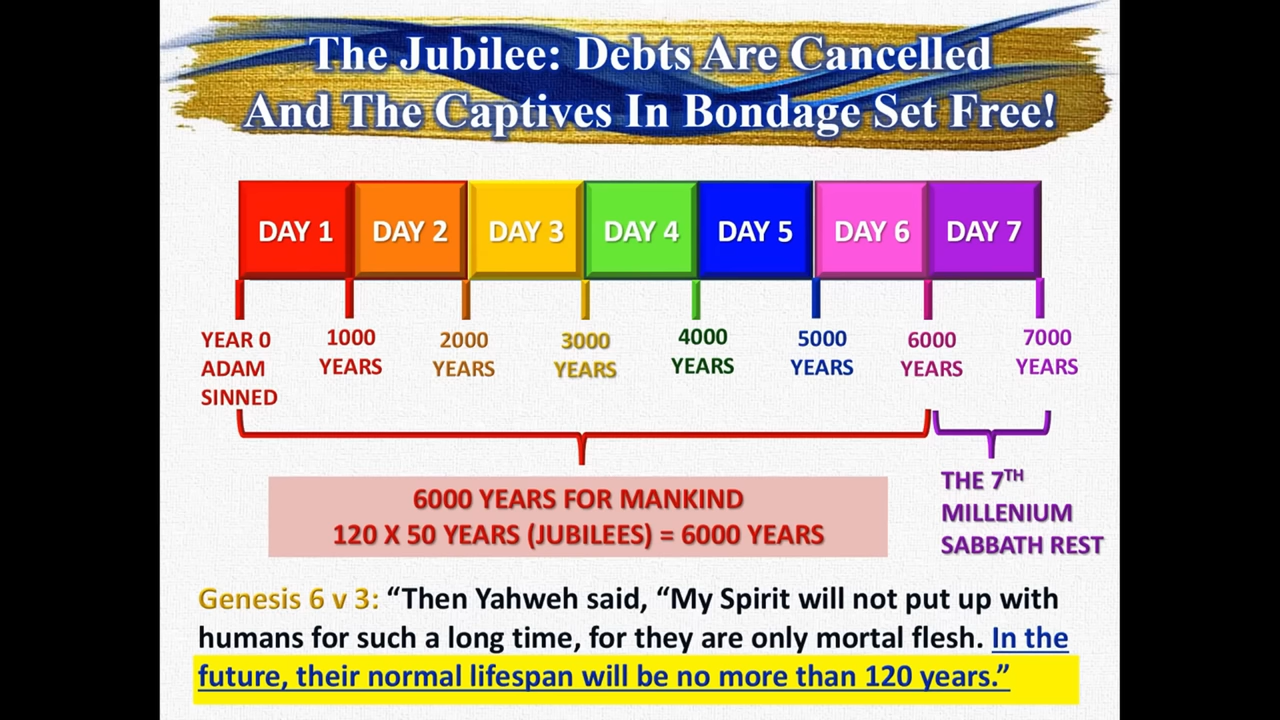 The Jubilee: Debts Are Cancelled
And The Captives In Bondage Set Free!
DAY 1
DAY 2
DAY 3
DAY 4
DAY 5
DAY 6
DAY 7
YEAR 0
ADAM
SINNED
1000
YEARS
2000
YEARS
3000
YEARS
4000
YEARS
5000
YEARS
6000
YEARS
7000
YEARS
6000 YEARS FOR MANKIND
120 X 50 YEARS (JUBILEES) = 6000 YEARS
THE 7TH
MILLENIUM
SABBATH REST
Genesis 6 v 3: “Then Yahweh said, “My Spirit will not put up with
humans for such a long time, for they are only mortal flesh. In the
future, their normal lifespan will be no more than 120 years.”